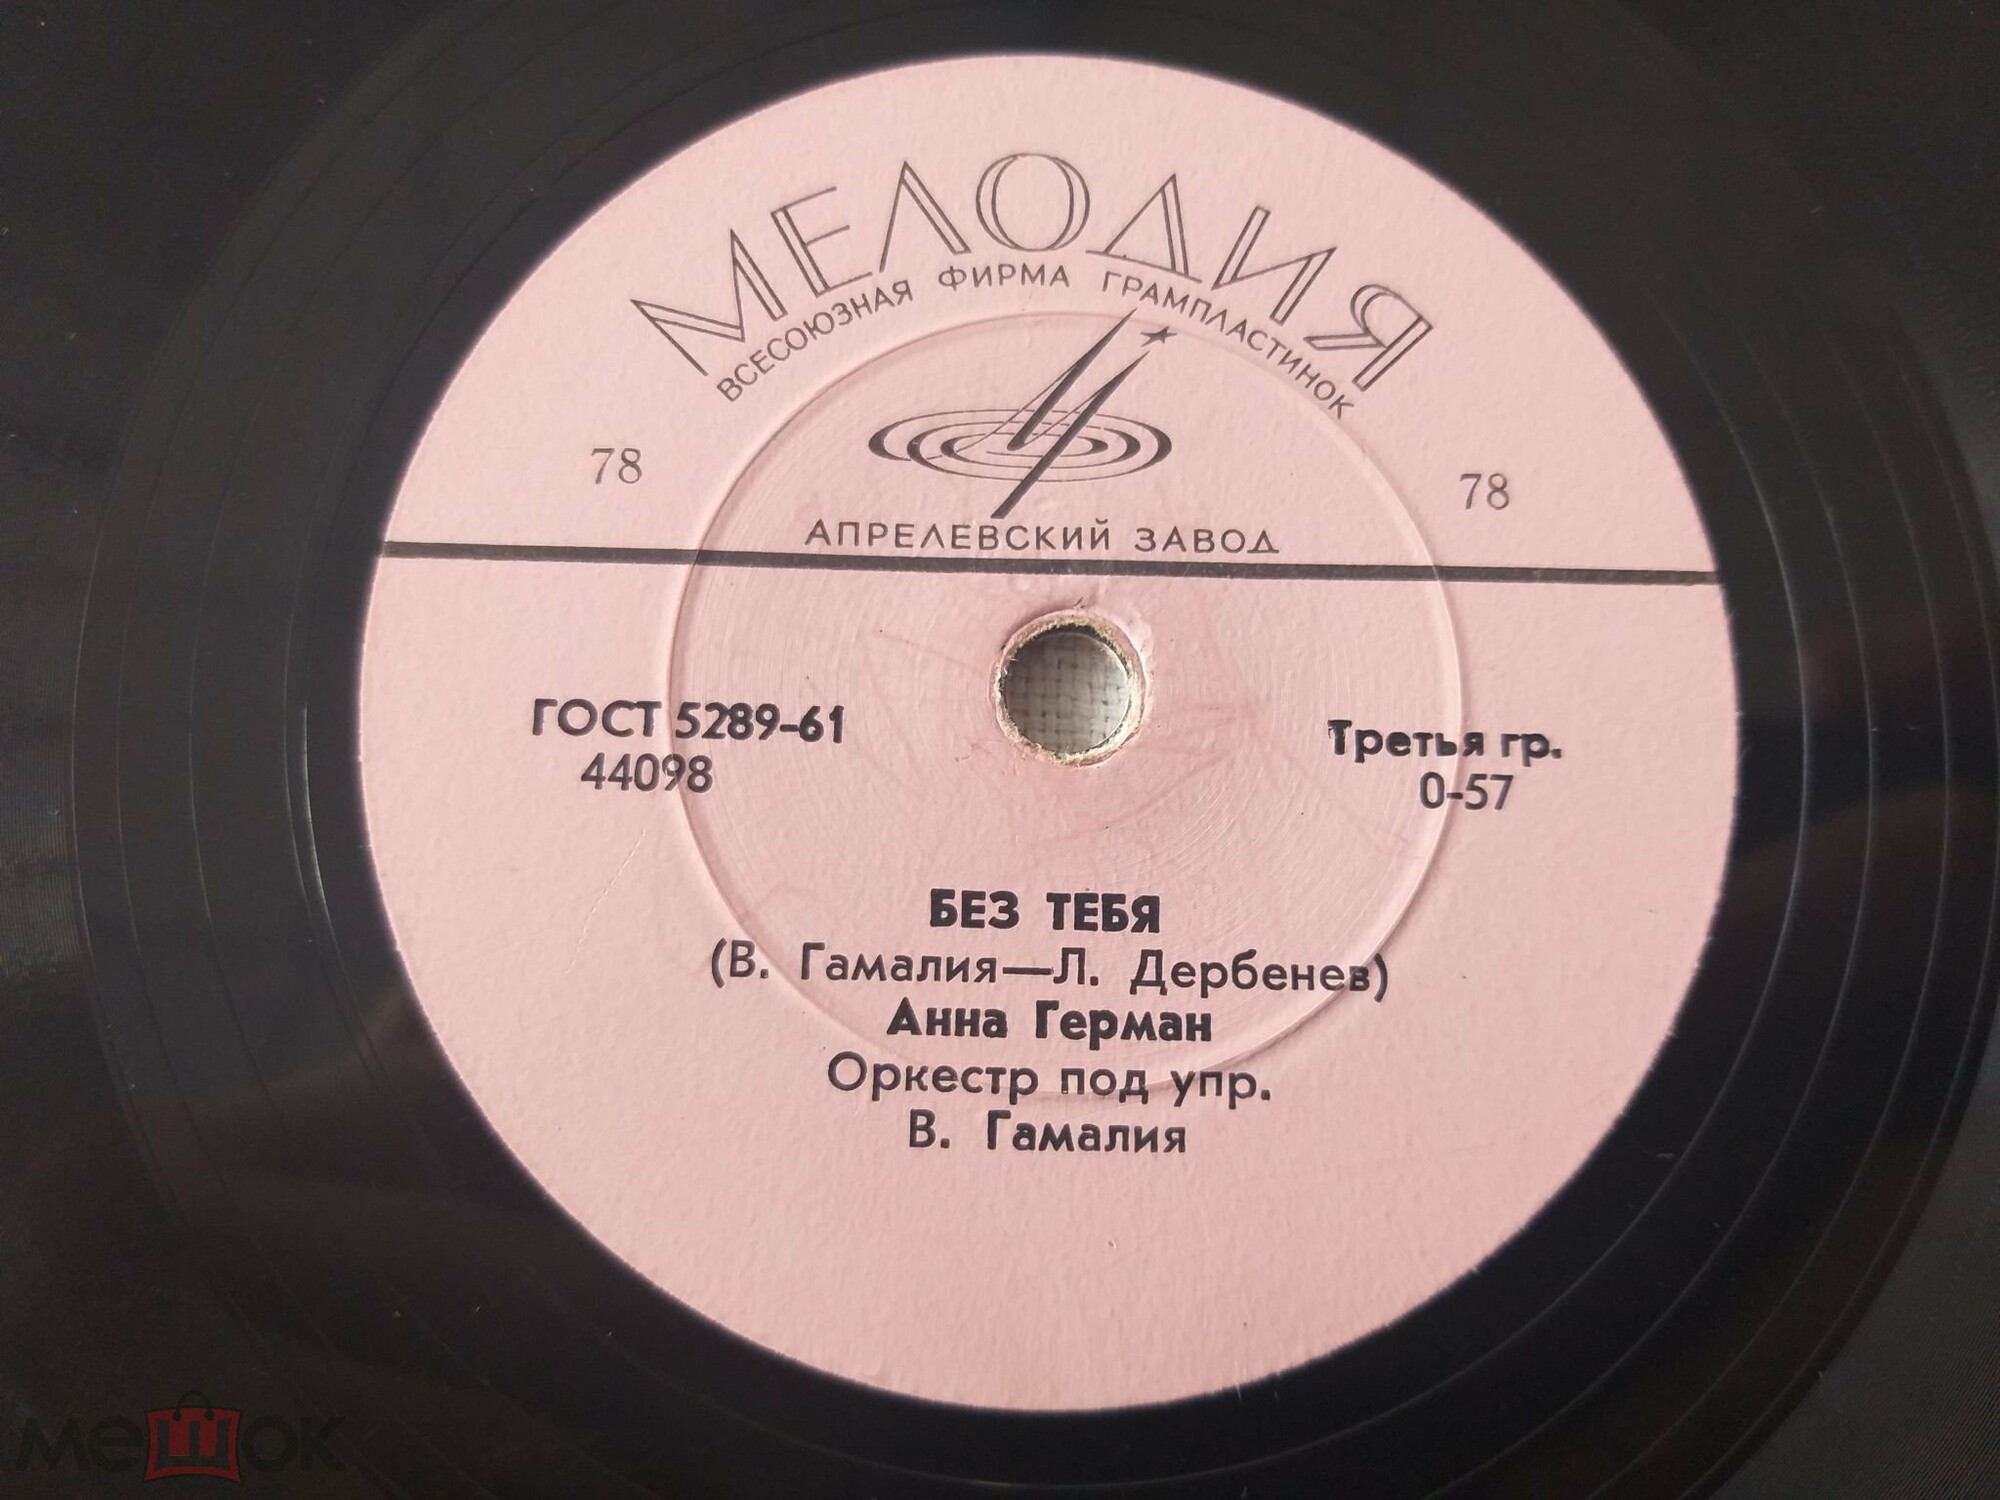 МЕЛОДИЯ
ВСЕСОЮЗНАЯ ФИРМА ГРАМПЛАСТИНОК
78
78
АПРЕЛЕВСКИЙ ЗАВОД
ГОСТ 5289-61
44098
Третья гр.
0-57
БЕЗ ТЕБЯ
(В. Гамалия—Л. Дербенев)
Анна Герман
Оркестр под упр.
В. Гамалия
мешок